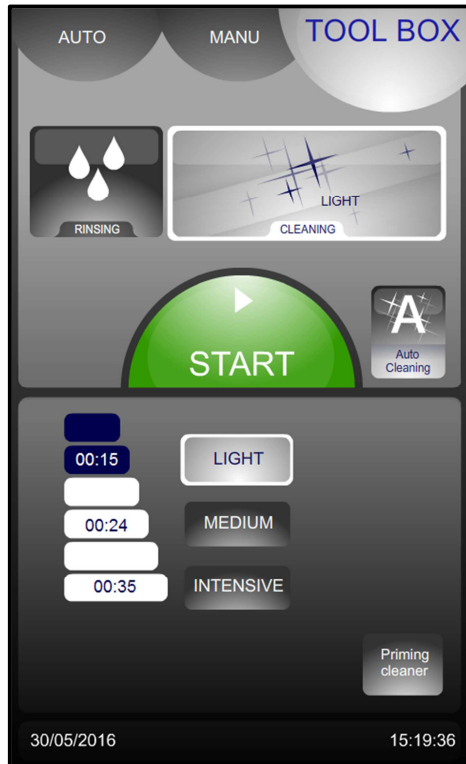 AUTO
MANU
TOOL BOX
RINSING
LIGHT
CLEANING
START
A
Auto
Cleaning
00:15
LIGHT
00:24
MEDIUM
00:35
INTENSIVE
Priming
cleaner
30/05/2016
15:19:36